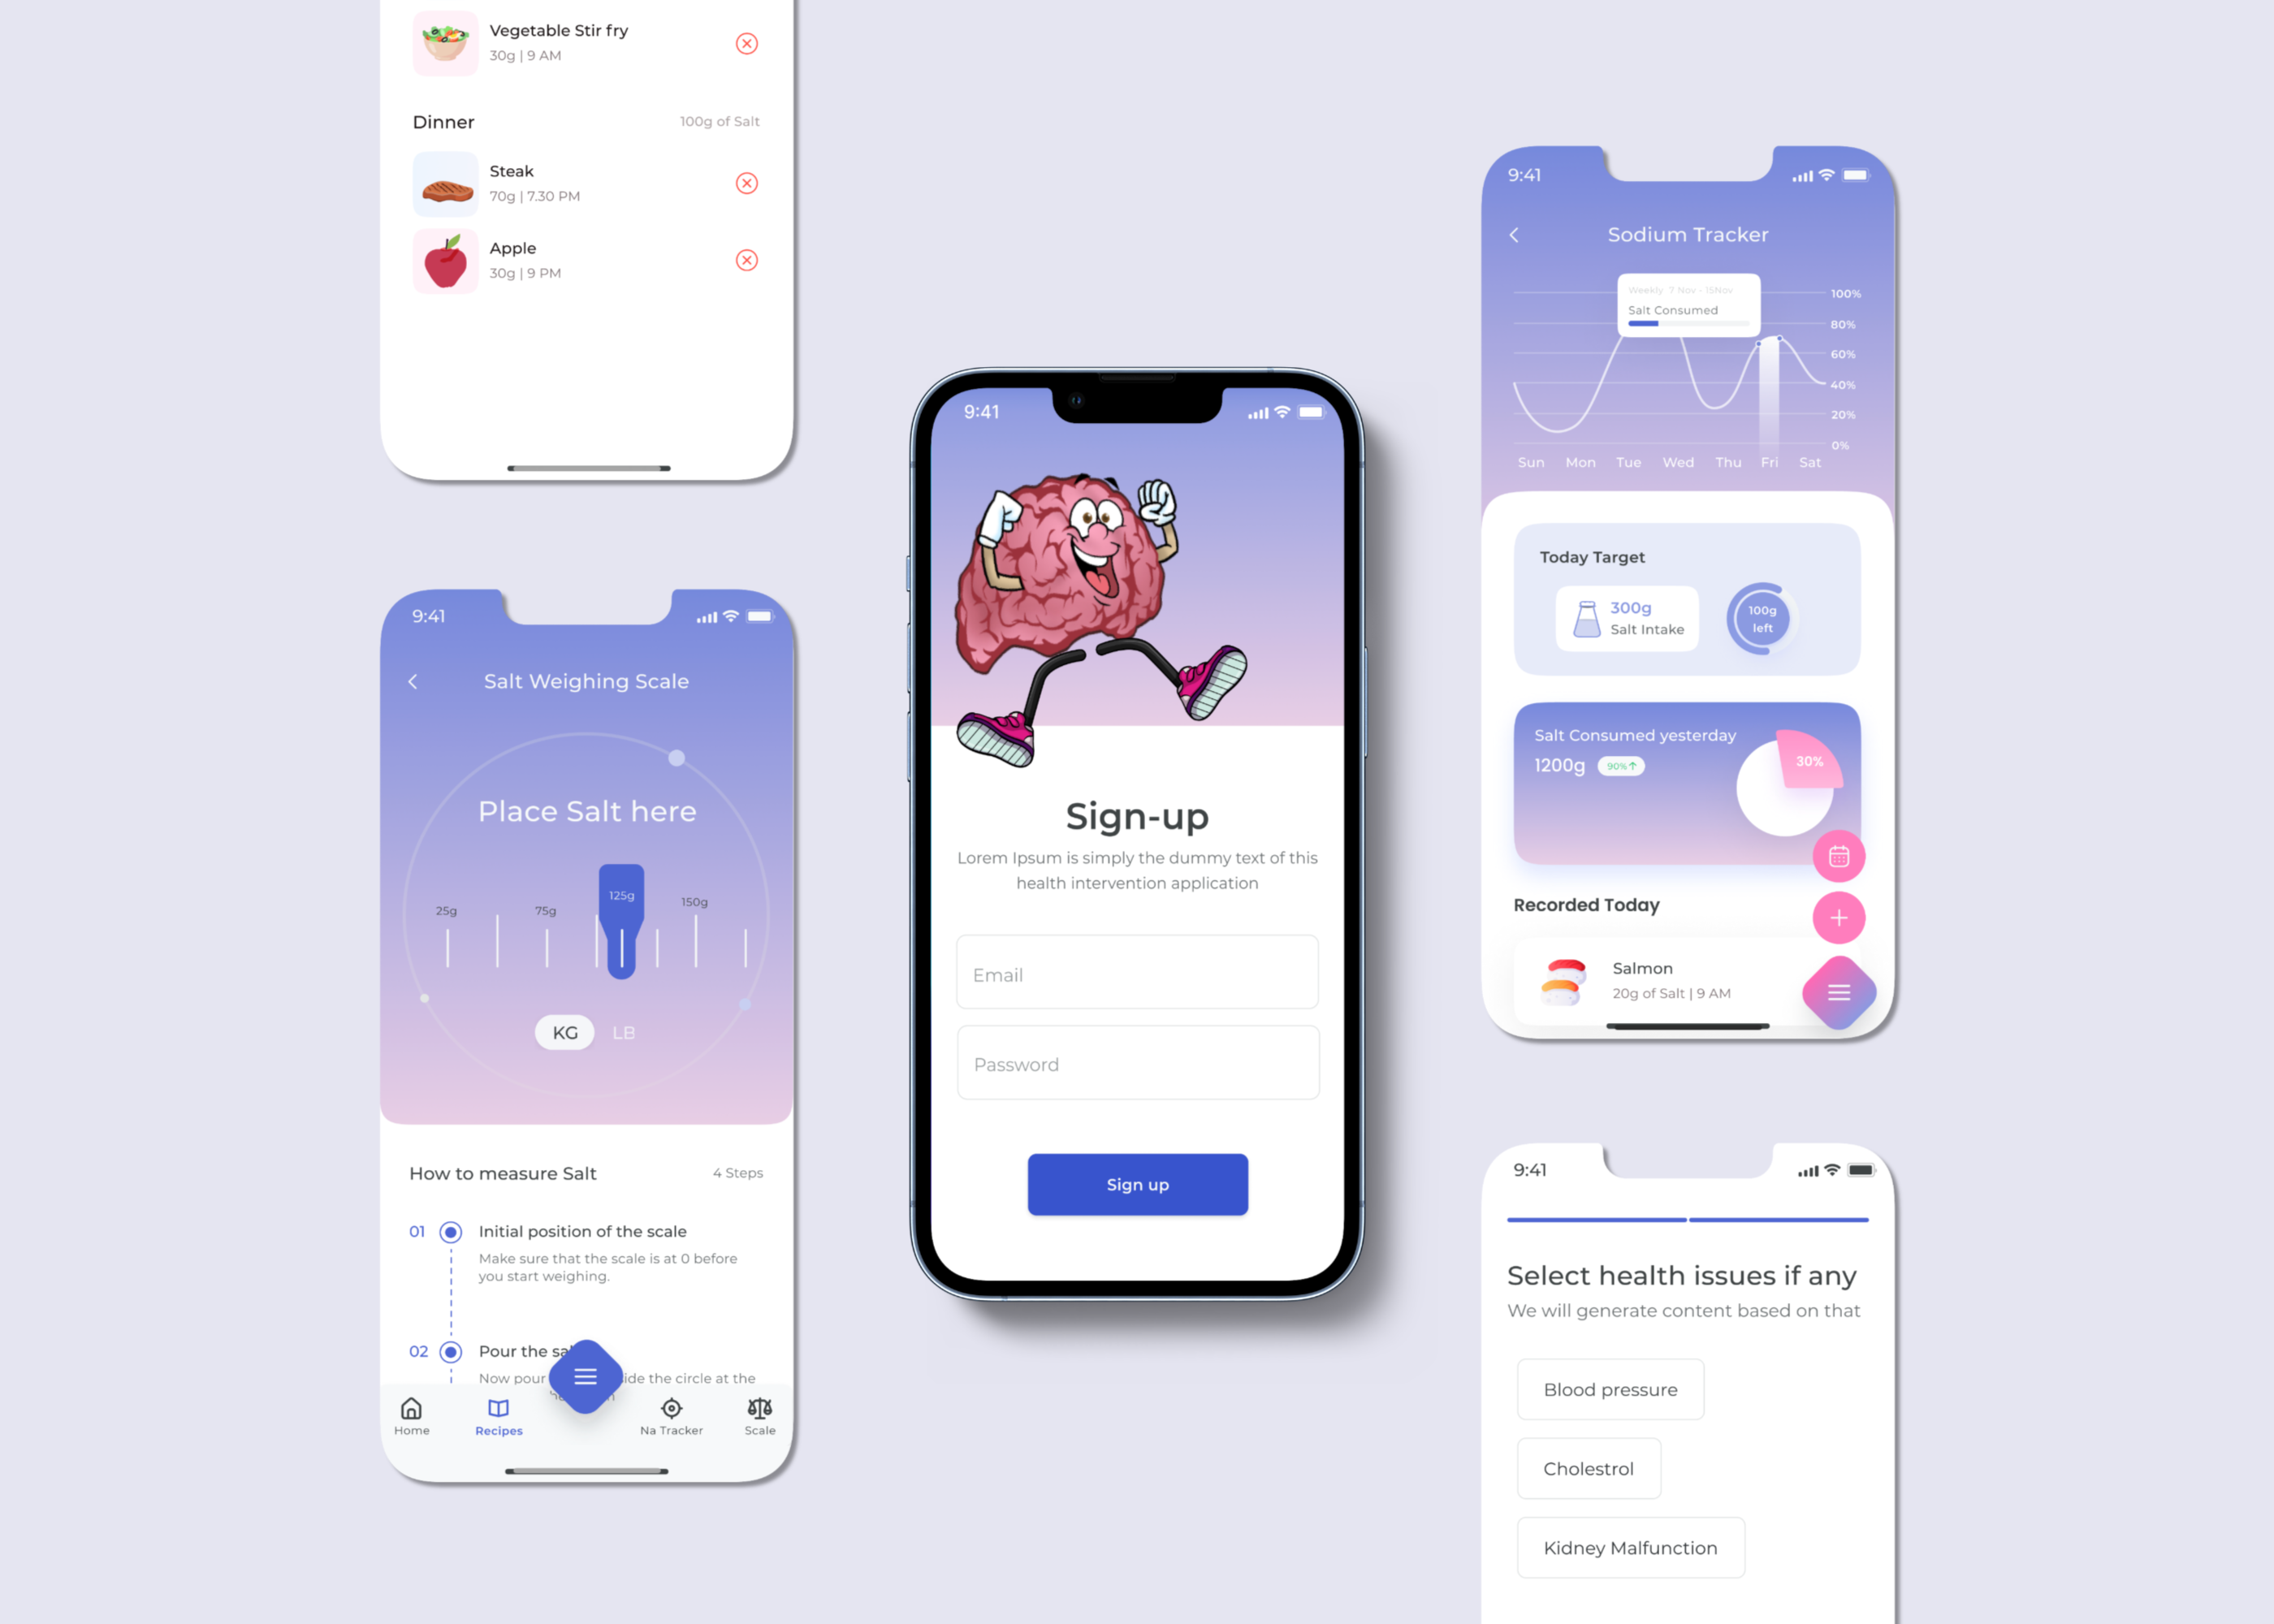 Vegetable Stir fry
30g | 9 AM
Dinner
100g of Salt
Steak
70g | 7.30 PM
Apple
30g | 9 PM
9:41
Salt Weighing Scale
Place Salt here
25g
75g
125g
150g
KG
LB
How to measure Salt
4 Steps
01
Initial position of the scale
Make sure that the scale is at 0 before
you start weighing.
02
Pour the
Now pour
the circle at the
Home
Recipes
Na Tracker
Scale
9:41
Sign-up
Lorem Ipsum is simply the dummy text of this
health intervention application
Email
Password
Sign up
9:41
Sodium Tracker
Weekly 7 Nov - 15Nov
Salt Consumed
100%
80%
60%
40%
20%
0%
Sun Mon Tue Wed Thu Fri Sat
Today Target
300g
Salt Intake
100g
left
Salt Consumed yesterday
1200g
90%↑
30%
Recorded Today
Salmon
20g of Salt | 9 AM
9:41
Select health issues if any
We will generate content based on that
Blood pressure
Cholestrol
Kidney Malfunction